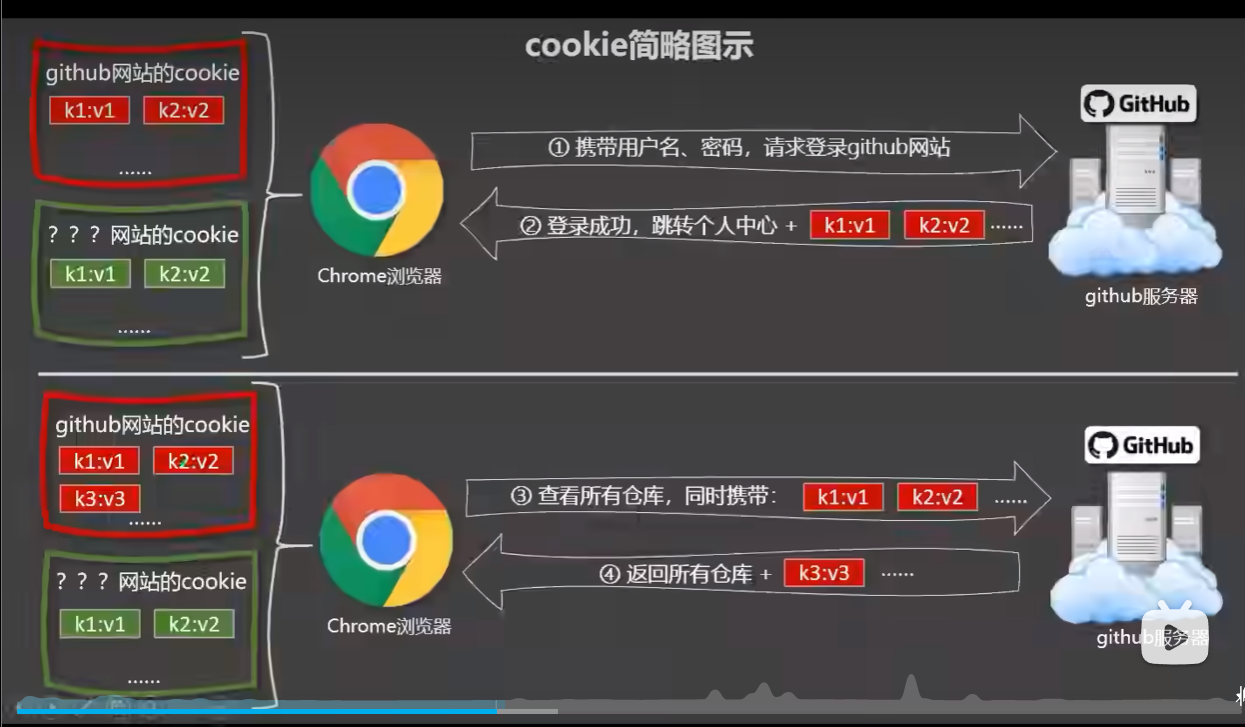 cookie简略图示
github网站的cookie
k1:v1 k2:v2
......
? ? ? 网站的cookie
k1:v1 k2:v2
......
Chrome浏览器
① 携带用户名、密码，请求登录github网站
② 登录成功，跳转个人中心 + k1:v1 k2:v2 ......
GitHub
github服务器
github网站的cookie
k1:v1 k2:v2
k3:v3
......
? ? ? 网站的cookie
k1:v1 k2:v2
......
Chrome浏览器
③ 查看所有仓库，同时携带： k1:v1 k2:v2 ......
④ 返回所有仓库 + k3:v3 ......
GitHub
github服务器